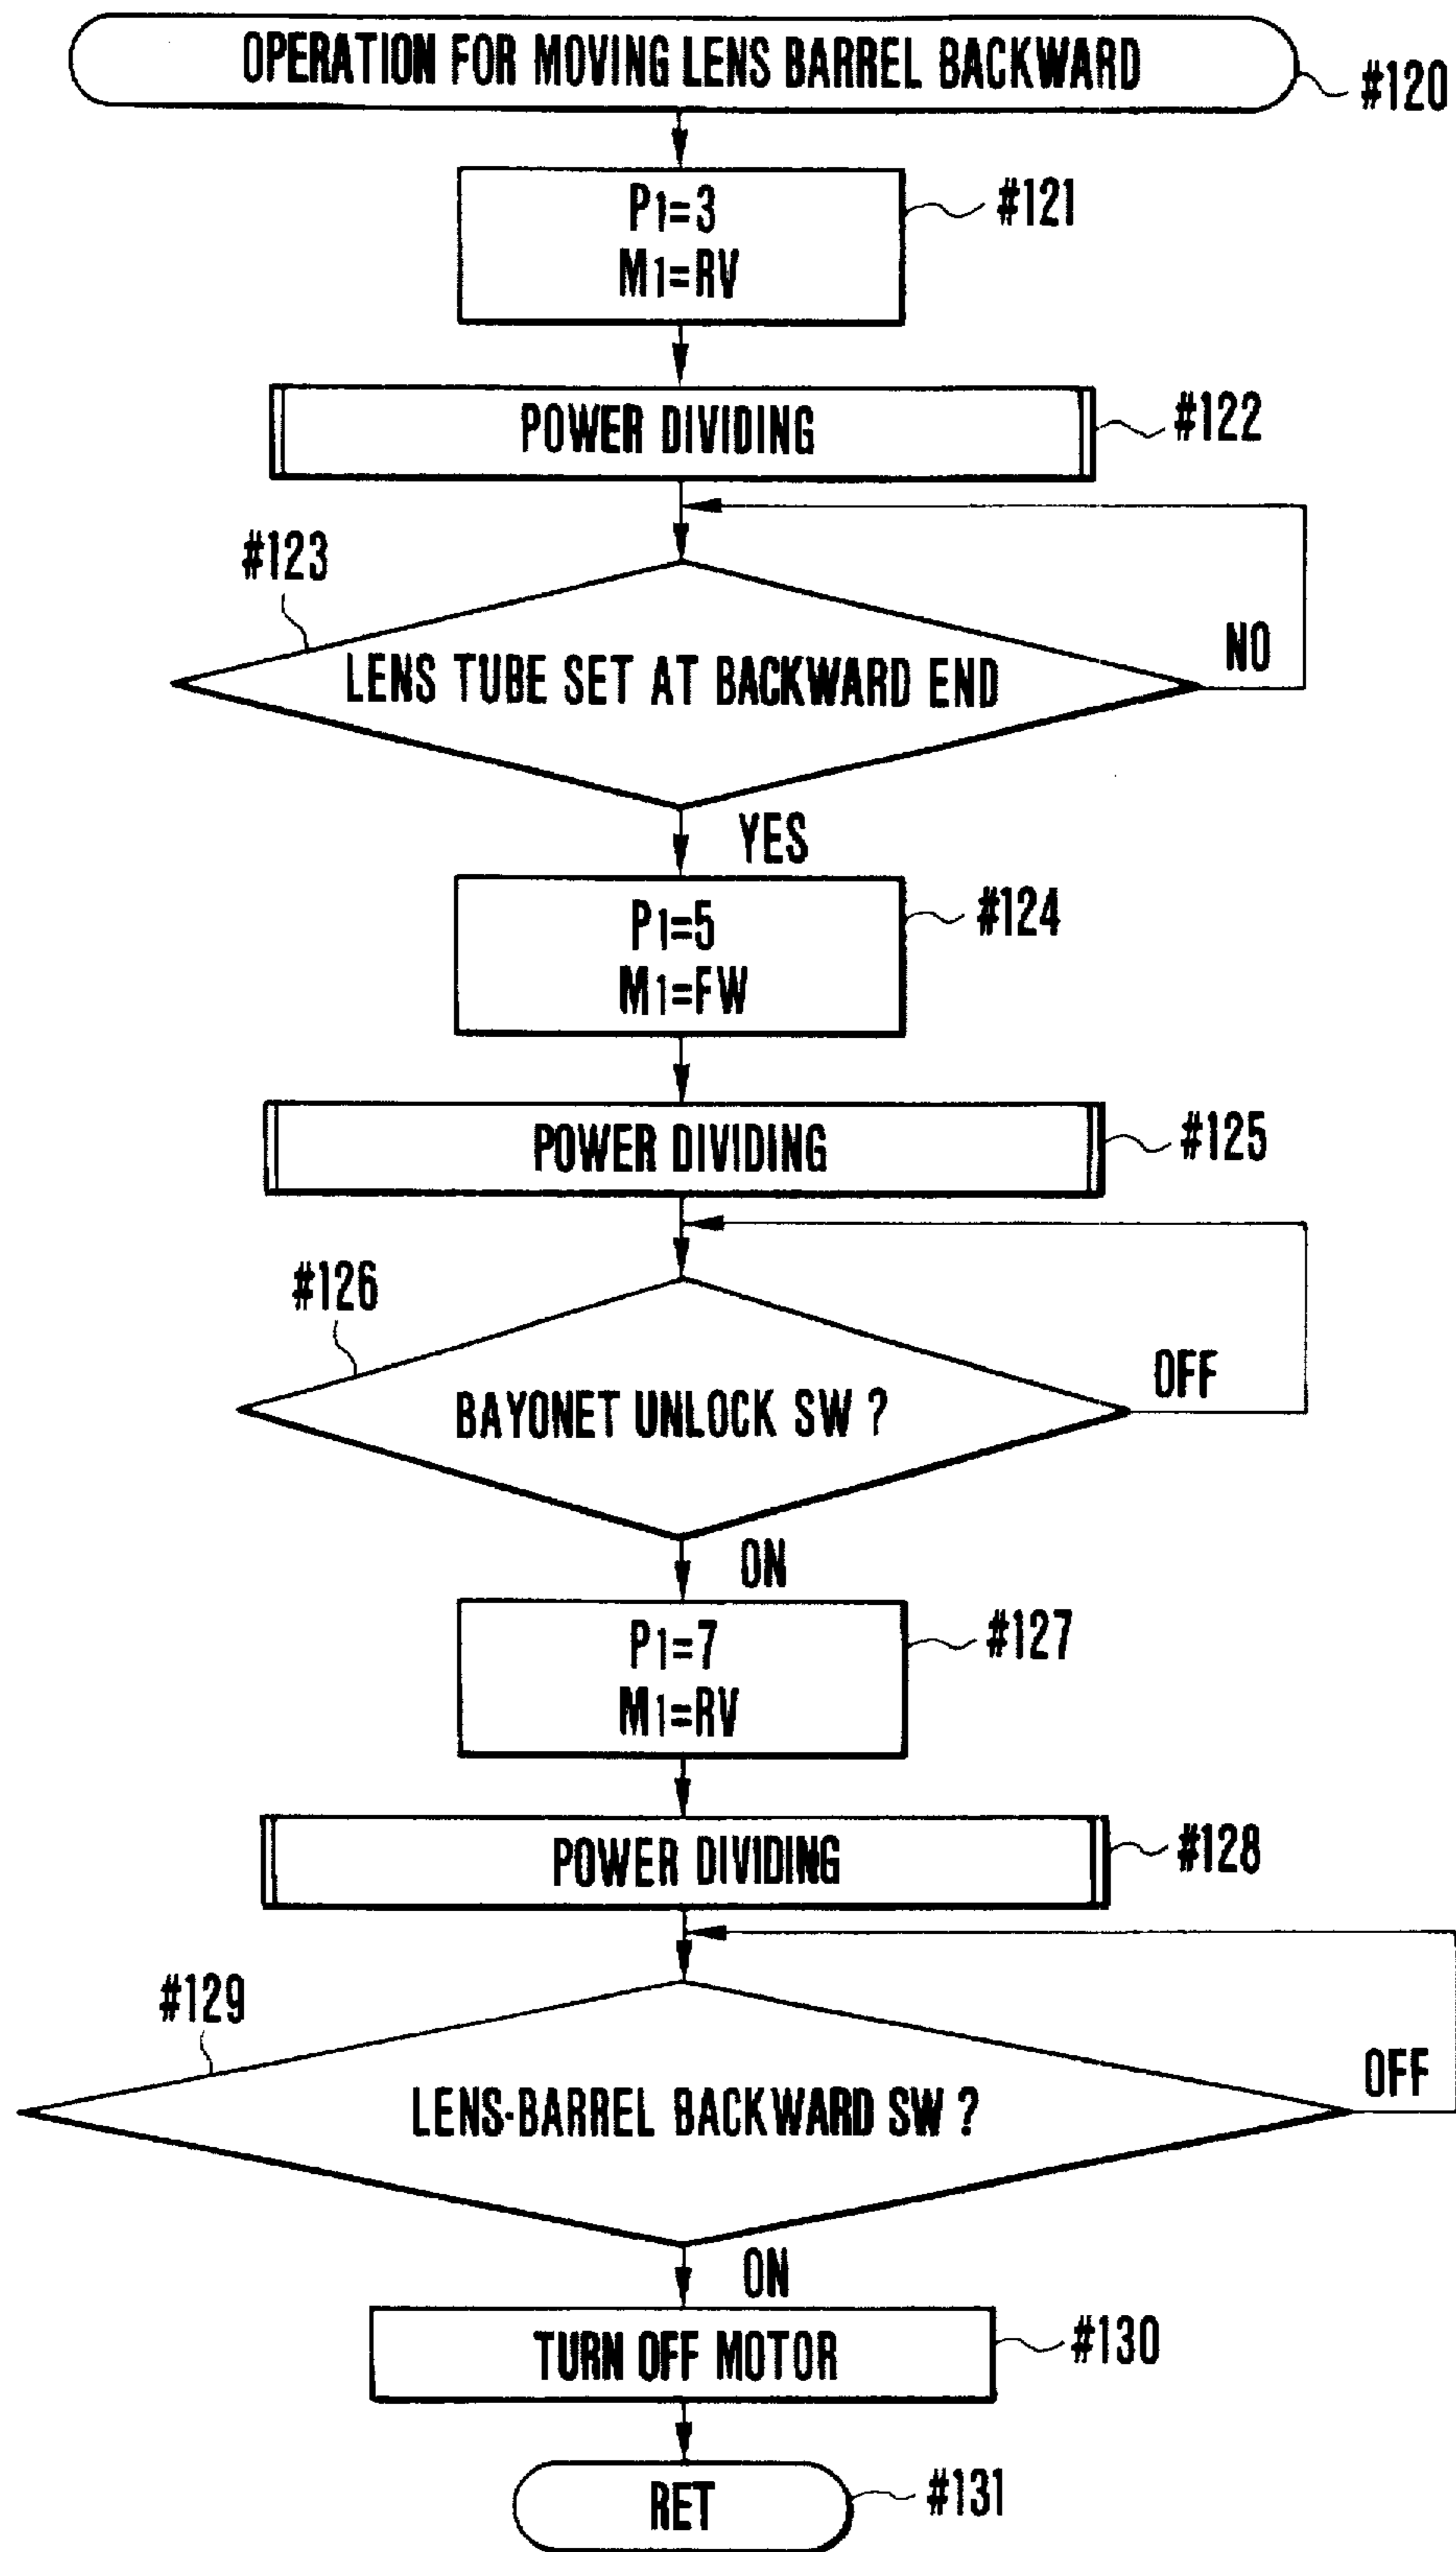 OPERATION FOR MOVING LENS BARREL BACKWARD
#120
P1=3
M1=RV
#121
POWER DIVIDING
#122
#123
LENS TUBE SET AT BACKWARD END
NO
YES
P1=5
M1=FW
#124
POWER DIVIDING
#125
#126
BAYONET UNLOCK SW ?
OFF
ON
P1=7
M1=RV
#127
POWER DIVIDING
#128
#129
LENS-BARREL BACKWARD SW ?
OFF
ON
TURN OFF MOTOR
#130
RET
#131